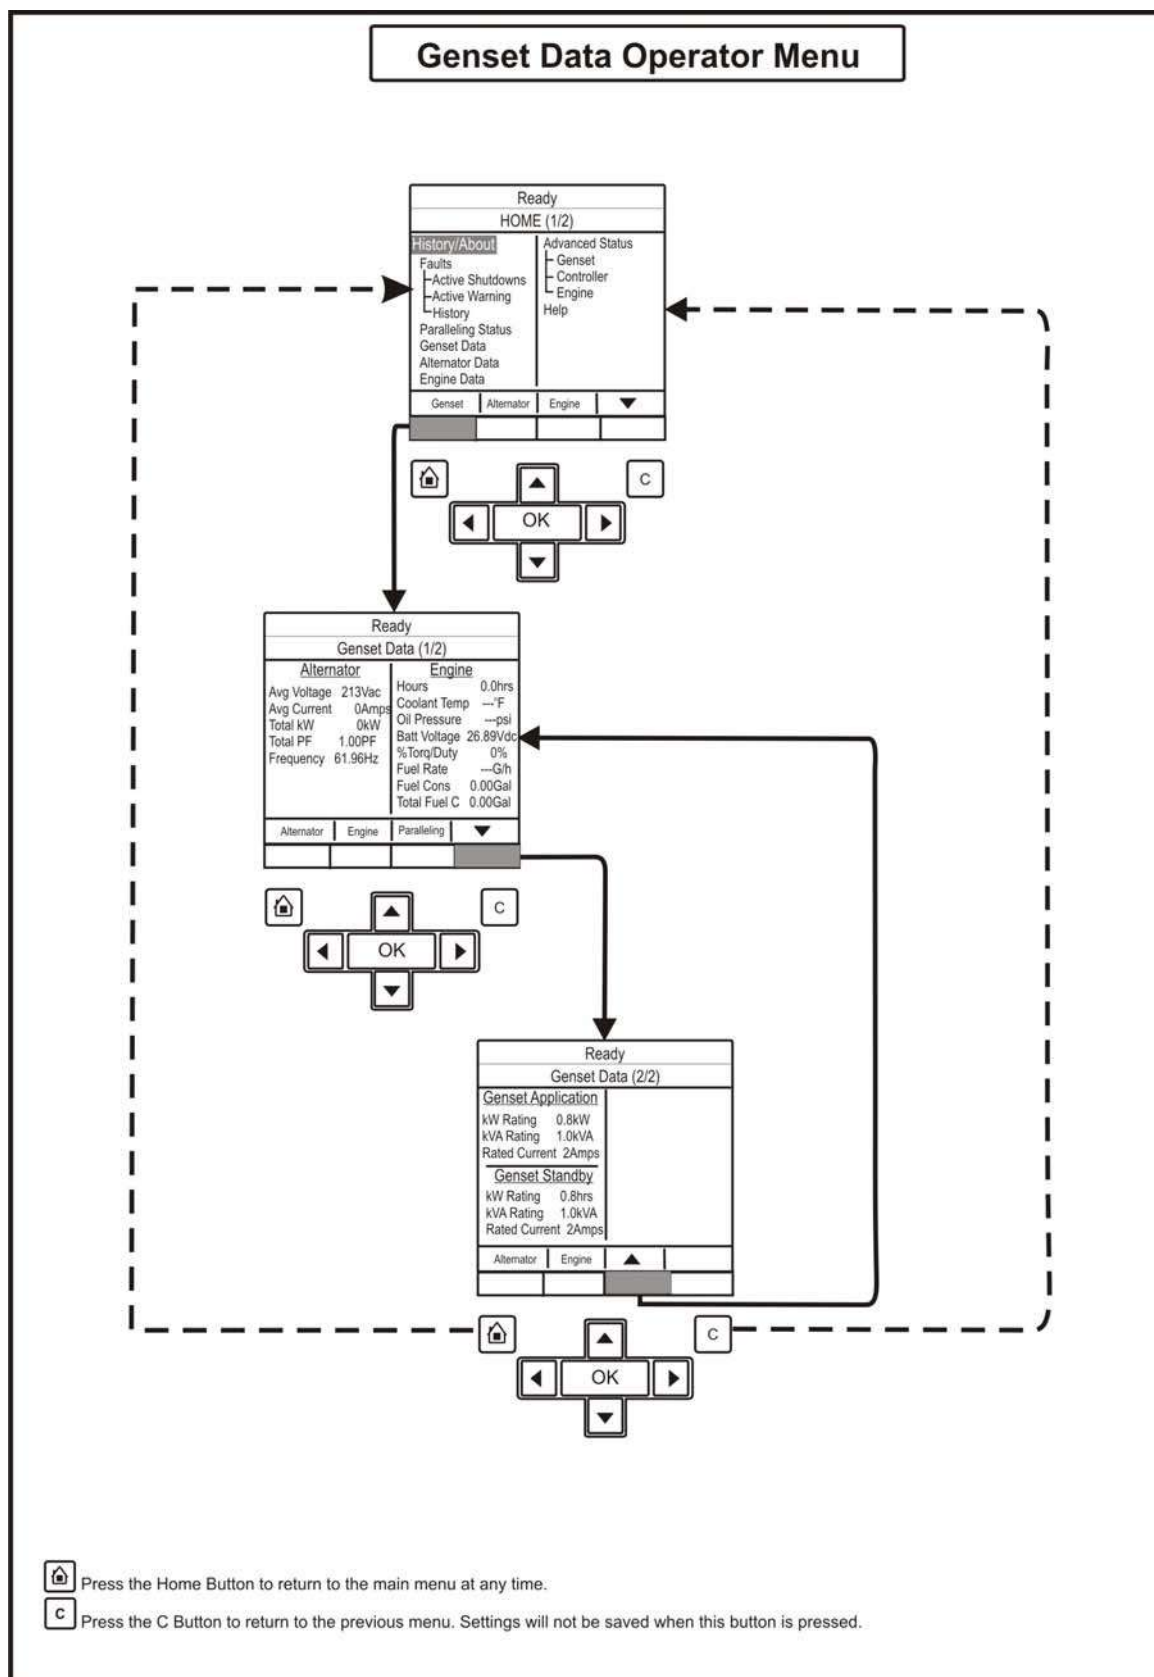 Genset Data Operator Menu
Ready
HOME (1/2)
History/About
Faults
Active Shutdowns
Active Warning
History
Paralleling Status
Genset Data
Alternator Data
Engine Data
Advanced Status
Genset
Controller
Engine
Help
Genset Alternator Engine
C
OK
Ready
Genset Data (1/2)
Alternator
Avg Voltage 213Vac
Avg Current 0Amps
Total kW 0kW
Total PF 1.00PF
Frequency 61.96Hz
Engine
Hours 0.0hrs
Coolant Temp ---°F
Oil Pressure ---psi
Batt Voltage 26.89Vdc
%Torq/Duty 0%
Fuel Rate ---G/h
Fuel Cons 0.00Gal
Total Fuel C 0.00Gal
Alternator Engine Paralleling
C
OK
Ready
Genset Data (2/2)
Genset Application
kW Rating 0.8kW
kVA Rating 1.0kVA
Rated Current 2Amps
Genset Standby
kW Rating 0.8hrs
kVA Rating 1.0kVA
Rated Current 2Amps
Alternator Engine
C
OK
Press the Home Button to return to the main menu at any time.
C Press the C Button to return to the previous menu. Settings will not be saved when this button is pressed.